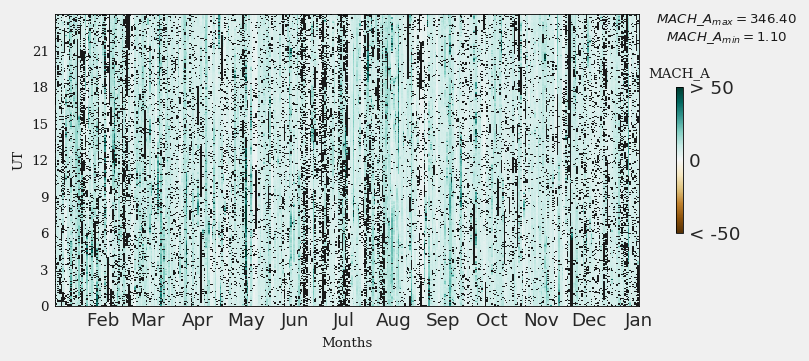 MACH_A_max = 346.40
MACH_A_min = 1.10
MACH_A
> 50
0
< -50
UT
21
18
15
12
9
6
3
0
Feb Mar Apr May Jun Jul Aug Sep Oct Nov Dec Jan
Months